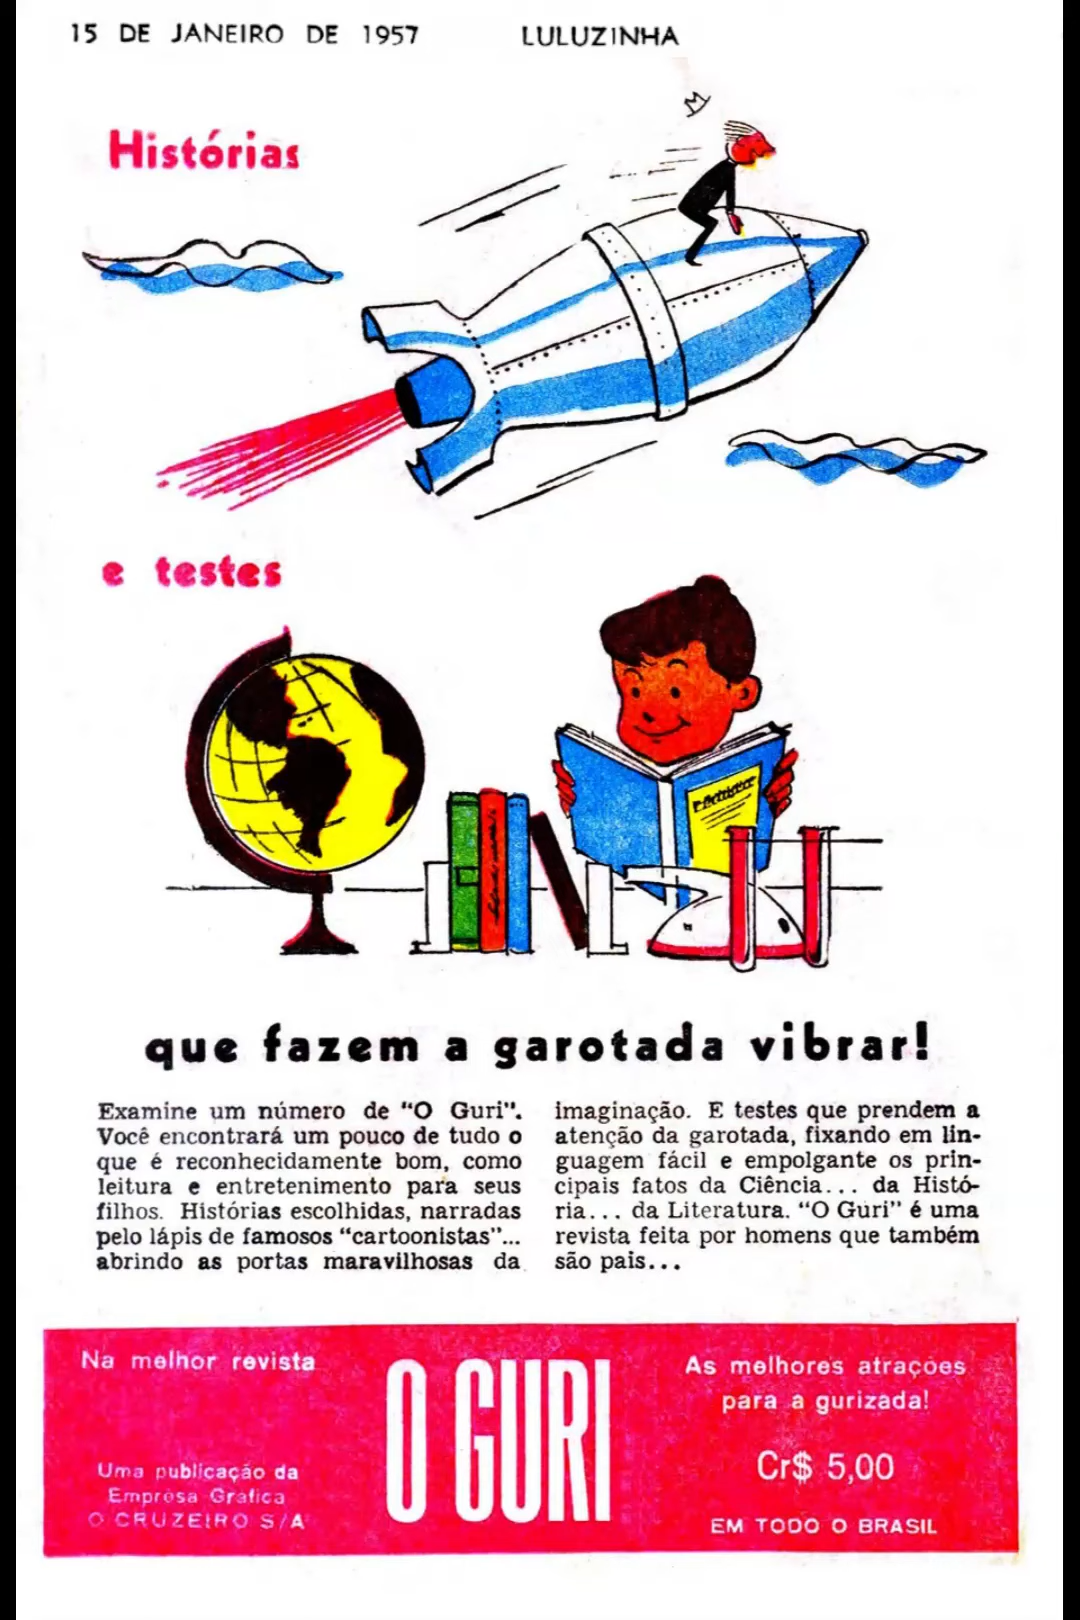 15 DE JANEIRO DE 1957 LULUZINHA
Histórias
e testes
que fazem a garotada vibrar!
Examine um número de "O Guri".
Você encontrará um pouco de tudo o
que é reconhecidamente bom, como
leitura e entretenimento para seus
filhos. Histórias escolhidas, narradas
pelo lápis de famosos "cartoonistas"...
abrindo as portas maravilhosas da
imaginação. E testes que prendem a
atenção da garotada, fixando em lin-
guagem fácil e empolgante os prin-
cipais fatos da Ciência... da Histó-
ria... da Literatura. "O Guri" é uma
revista feita por homens que também
são pais...
Na melhor revista
Uma publicação da
Empresa Grafica
O CRUZEIRO S/A
O GURI
As melhores atrações
para a gurizada!
Cr$ 5,00
EM TODO O BRASIL